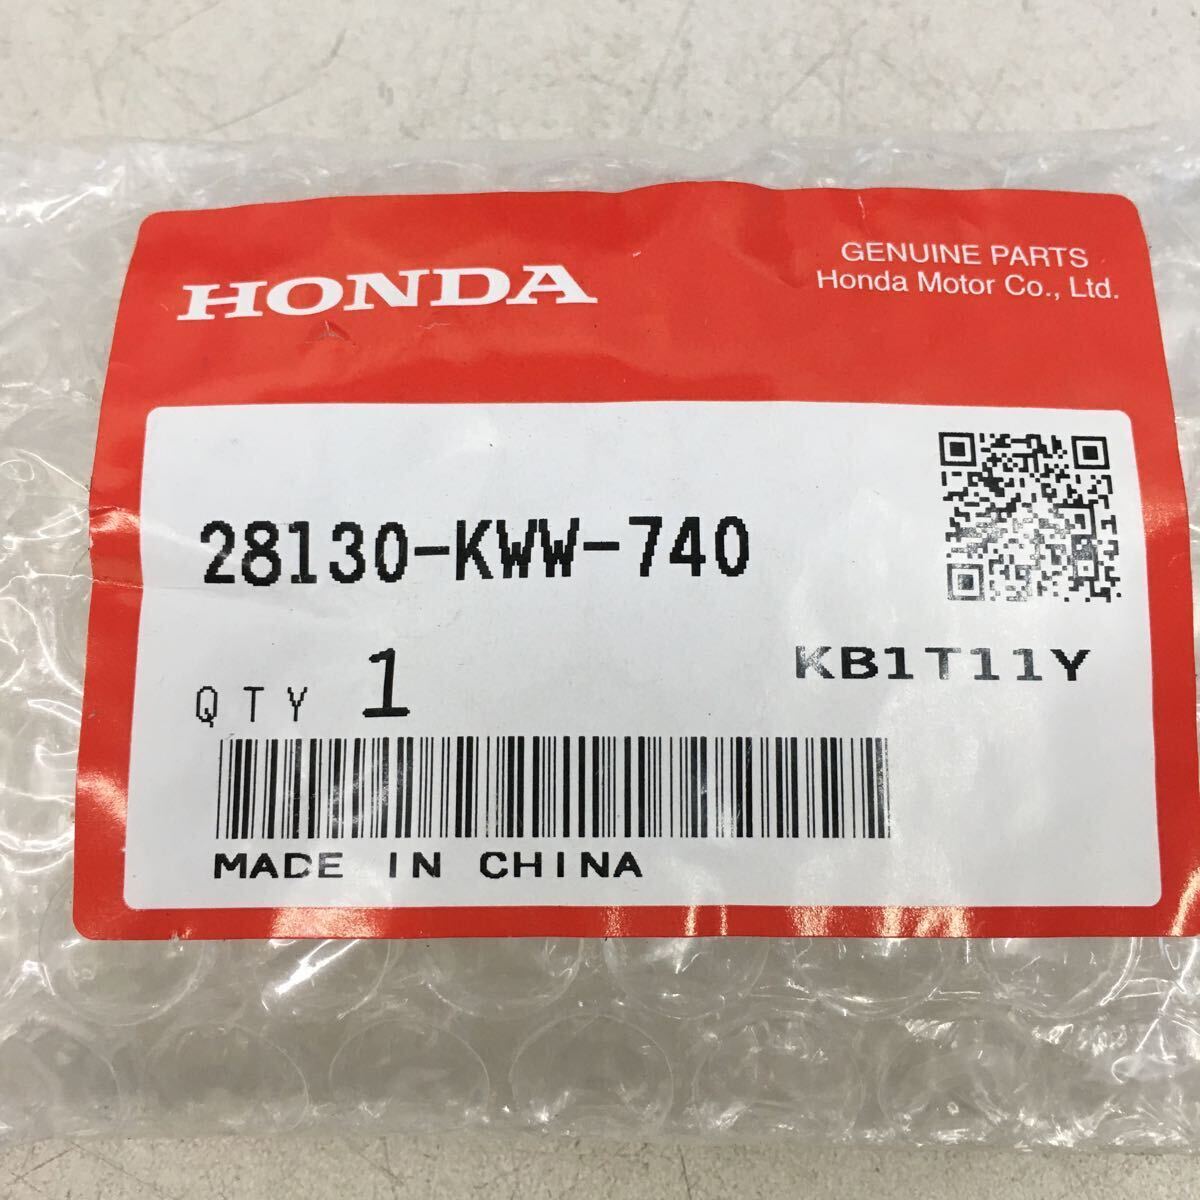 HONDA
GENUINE PARTS
Honda Motor Co., Ltd.
28130-KWW-740
QTY 1
KB1T11Y
MADE IN CHINA